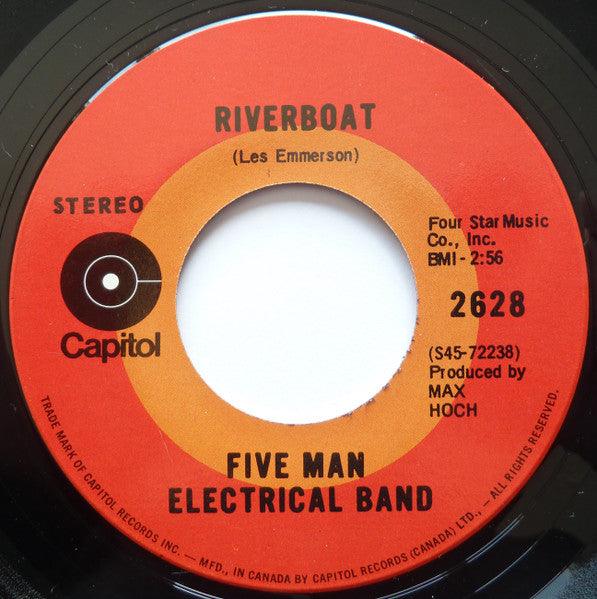 RIVERBOAT
(Les Emmerson)
STEREO
Capitol
Four Star Music
Co., Inc.
BMI - 2:56
2628
(S45-72238)
Produced by
MAX
HOCH
FIVE MAN
ELECTRICAL BAND
TRADE MARK OF CAPITOL RECORDS INC. — MFD., IN CANADA BY CAPITOL RECORDS (CANADA) LTD., — ALL RIGHTS RESERVED.